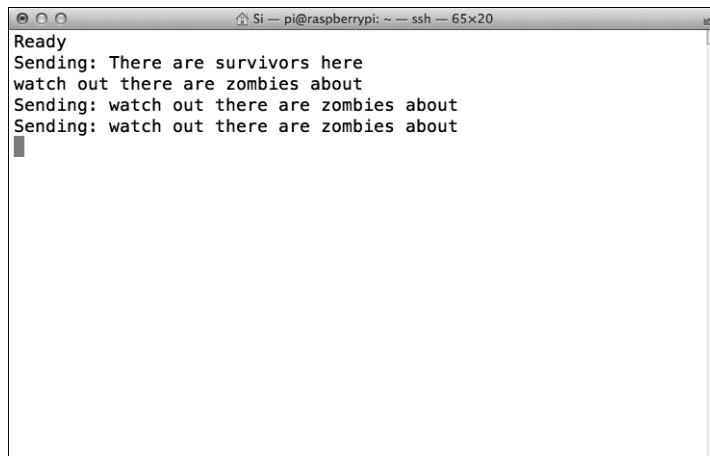 Si — pi@raspberrypi: ~ — ssh — 65×20
Ready
Sending: There are survivors here
watch out there are zombies about
Sending: watch out there are zombies about
Sending: watch out there are zombies about